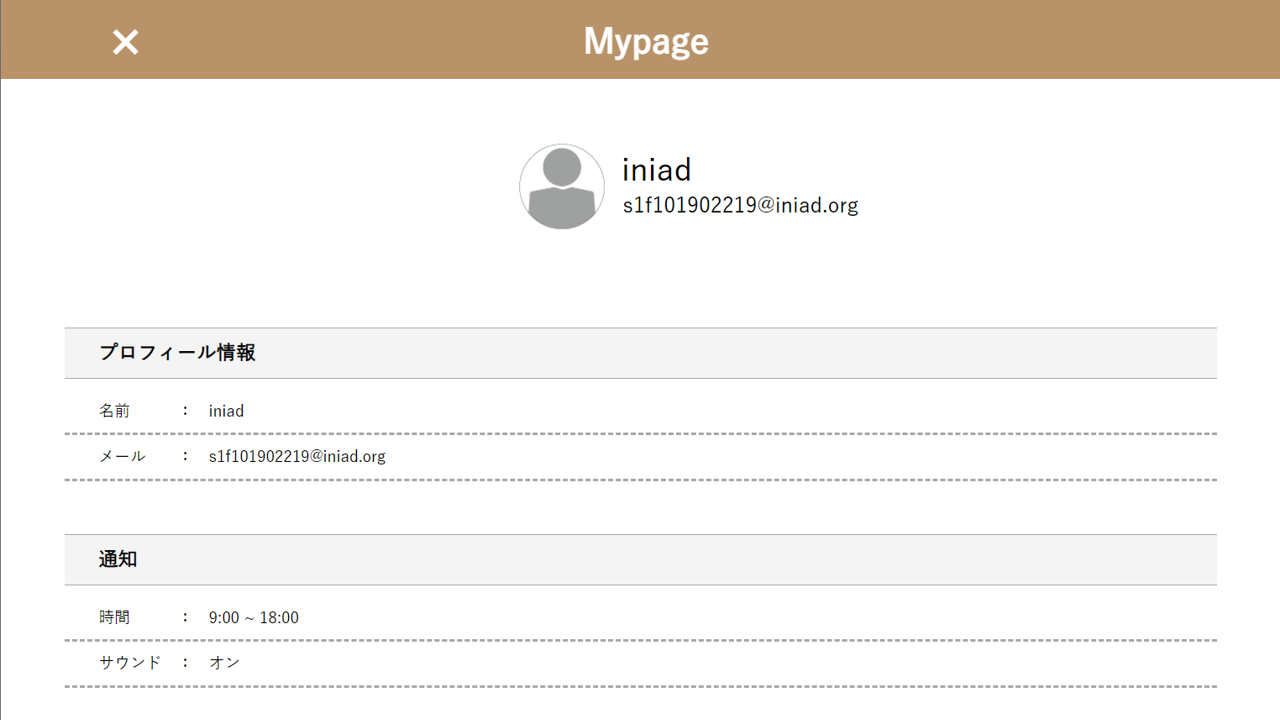 Mypage
iniad
s1f101902219@iniad.org
プロフィール情報
名前 : iniad
メール : s1f101902219@iniad.org
通知
時間 : 9:00 ~ 18:00
サウンド : オン